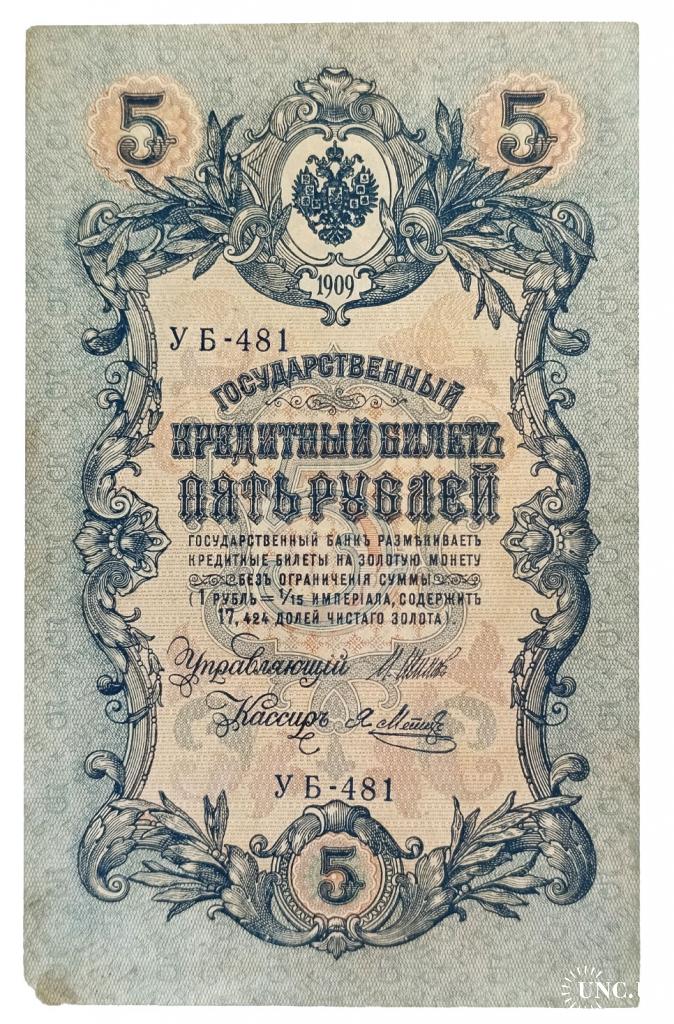 5 5
1909
УБ-481
ГОСУДАРСТВЕННЫЙ
КРЕДИТНЫЙ БИЛЕТЪ
ПЯТЬ РУБЛЕЙ
ГОСУДАРСТВЕННЫЙ БАНКЪ РАЗМѢНИВАЕТЪ
КРЕДИТНЫЕ БИЛЕТЫ НА ЗОЛОТУЮ МОНЕТУ
БЕЗЪ ОГРАНИЧЕНІЯ СУММЫ
(1 РУБЛЬ = 1/15 ИМПЕРІАЛА, СОДЕРЖИТЪ
17,424 ДОЛЕЙ ЧИСТАГО ЗОЛОТА).
Управляющій
Кассиръ
УБ-481
5
UNC.